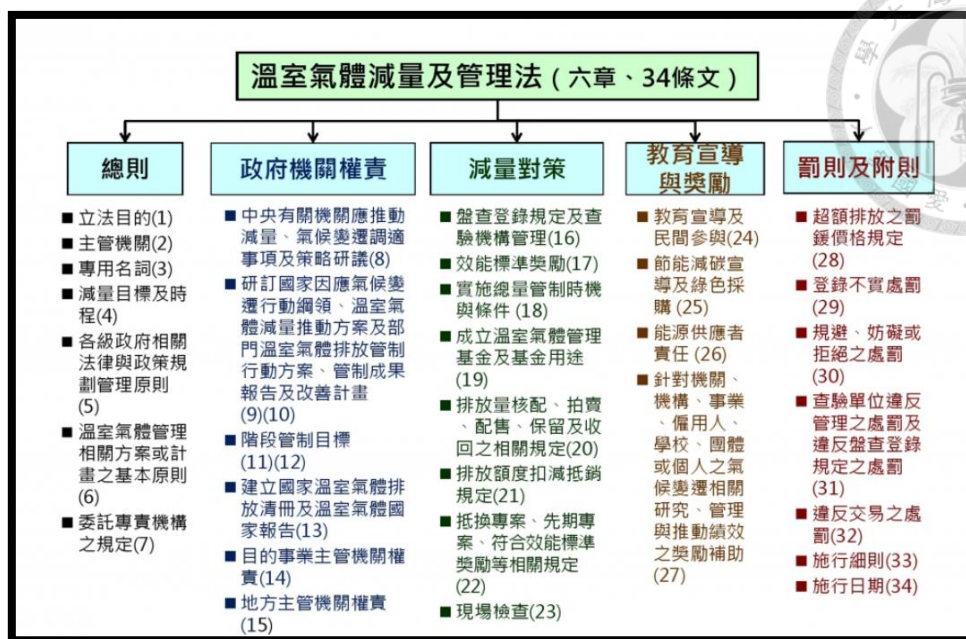 溫室氣體減量及管理法（六章、34條文）
總則
■ 立法目的(1)
■ 主管機關(2)
■ 專用名詞(3)
■ 減量目標及時
程(4)
■ 各級政府相關
法律與政策規
劃管理原則
(5)
■ 溫室氣體管理
相關方案或計
畫之基本原則
(6)
■ 委託專責機構
之規定(7)
政府機關權責
■ 中央有關機關應推動
減量、氣候變遷調適
事項及策略研議(8)
■ 研訂國家因應氣候變
遷行動綱領、溫室氣
體減量推動方案及部
門溫室氣體排放管制
行動方案、管制成果
報告及改善計畫
(9)(10)
■ 階段管制目標
(11)(12)
■ 建立國家溫室氣體排
放清冊及溫室氣體國
家報告(13)
■ 目的事業主管機關權
責(14)
■ 地方主管機關權責
(15)
減量對策
■ 盤查登錄規定及查
驗機構管理(16)
■ 效能標準獎勵(17)
■ 實施總量管制時機
與條件(18)
■ 成立溫室氣體管理
基金及基金用途
(19)
■ 排放量核配、拍賣
、配售、保留及收
回之相關規定(20)
■ 排放額度扣減抵銷
規定(21)
■ 抵換專案、先期專
案、符合效能標準
獎勵等相關規定
(22)
■ 現場檢查(23)
教育宣導
與獎勵
■ 教育宣導及
民間參與(24)
■ 節能減碳宣
導及綠色採
購(25)
■ 能源供應者
責任(26)
■ 針對機關、
機構、事業
、僱用人、
學校、團體
或個人之氣
候變遷相關
研究、管理
與推動績效
之獎勵補助
(27)
罰則及附則
■ 超額排放之罰
鍰價格規定
(28)
■ 登錄不實處罰
(29)
■ 規避、妨礙或
拒絕之處罰
(30)
■ 查驗單位違反
管理之處罰及
違反盤查登錄
規定之處罰
(31)
■ 違反交易之處
罰(32)
■ 施行細則(33)
■ 施行日期(34)